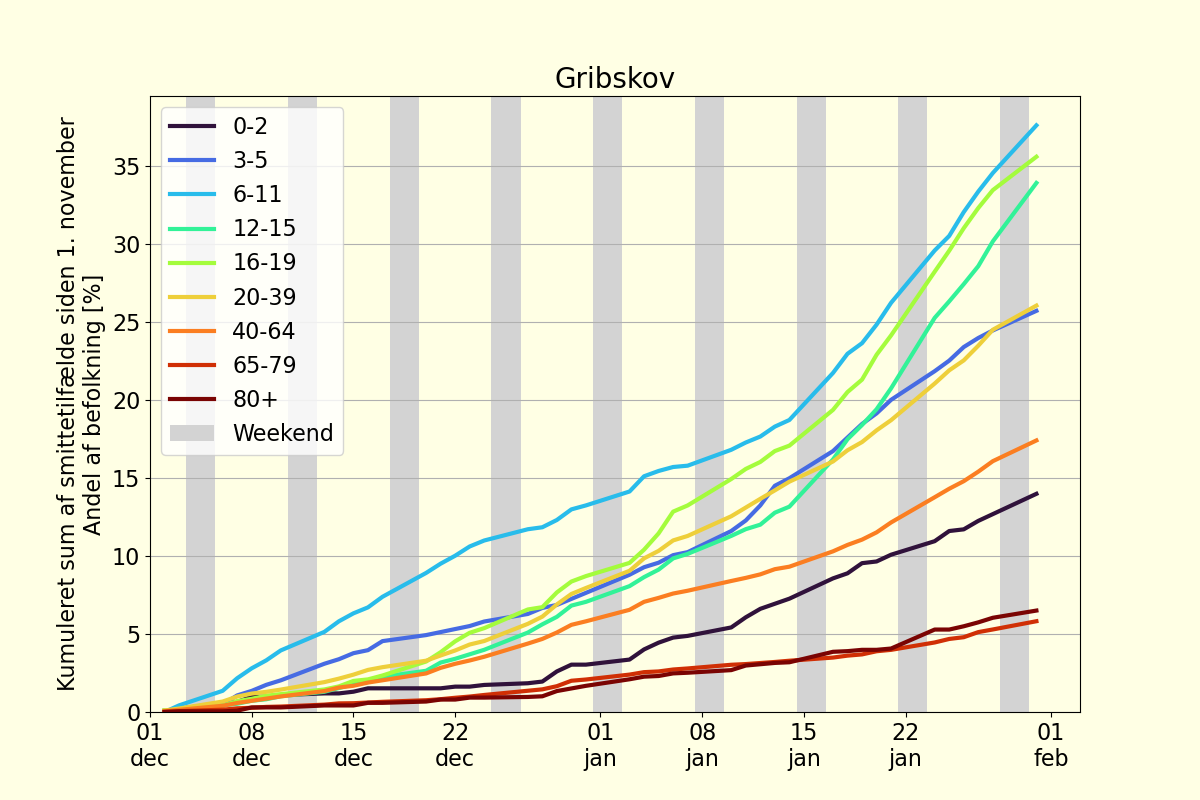 Gribskov
Kumuleret sum af smittetilfælde siden 1. november
Andel af befolkning [%]
35
30
25
20
15
10
5
0
0-2
3-5
6-11
12-15
16-19
20-39
40-64
65-79
80+
Weekend
01 08 15 22 01 08 15 22 01
dec dec dec dec jan jan jan jan feb